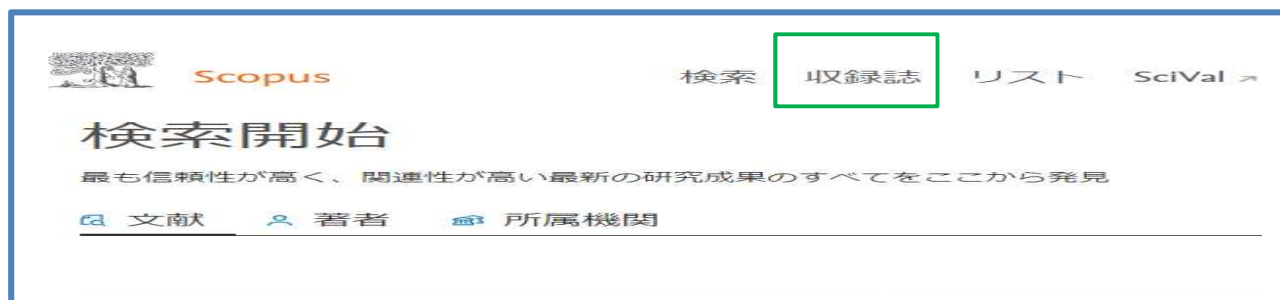 Scopus 検索 収録誌 リスト SciVal
検索開始
最も信頼性が高く、関連性が高い最新の研究成果のすべてをここから発見
文献 著者 所属機関